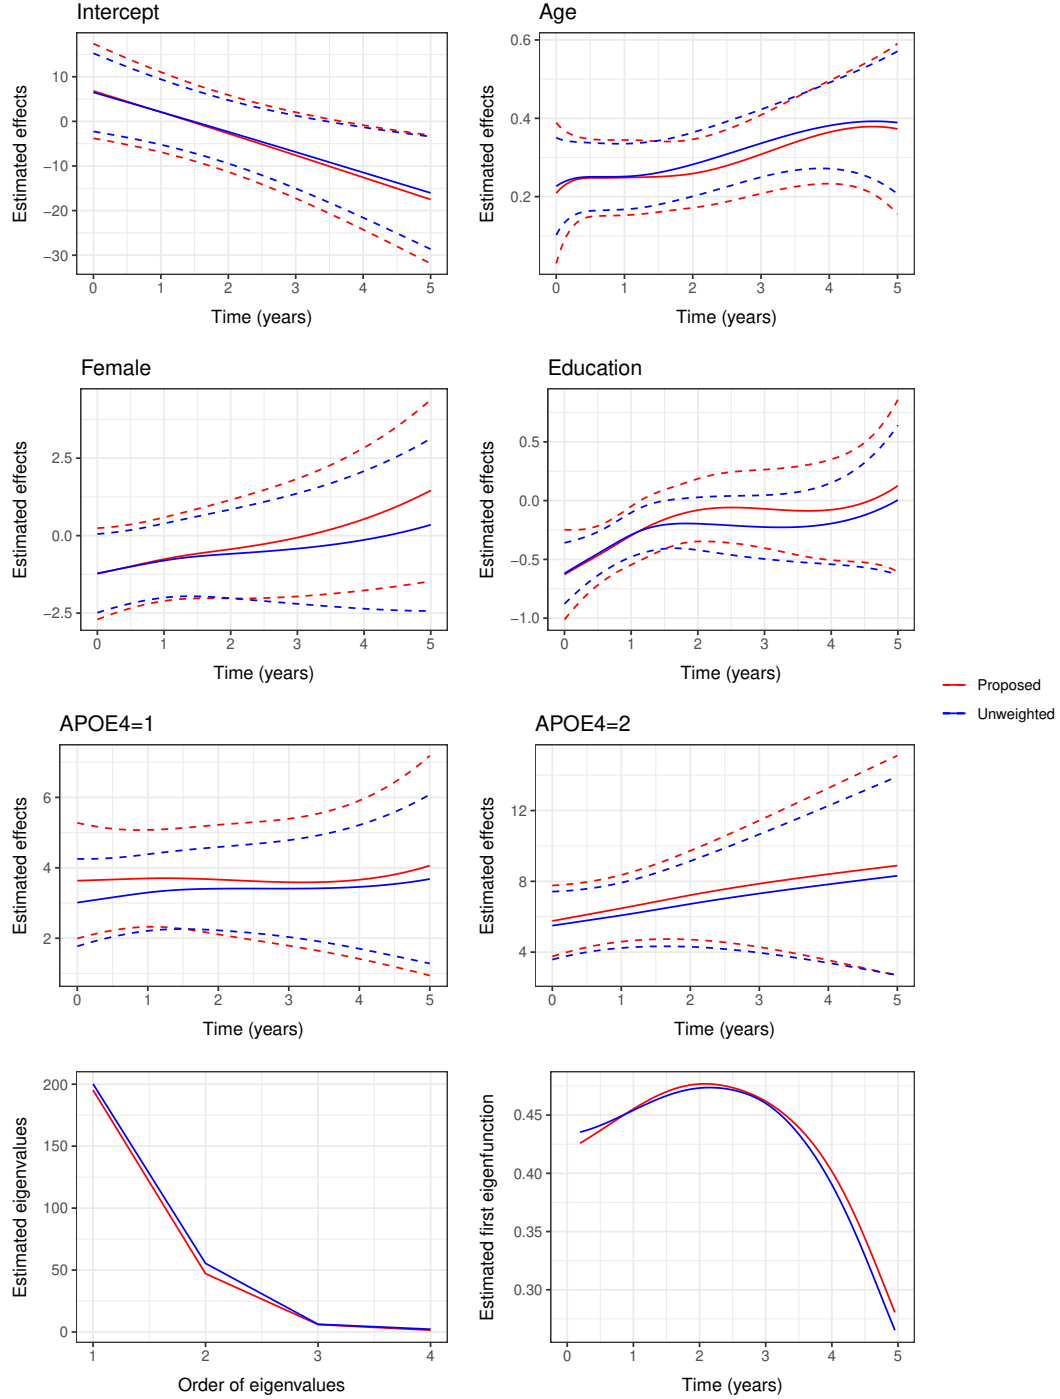 Intercept
Age
Estimated effects
10
0
−10
−20
−30
0 1 2 3 4 5
Time (years)
Estimated effects
0.6
0.4
0.2
0 1 2 3 4 5
Time (years)
Female
Education
Estimated effects
2.5
0.0
−2.5
0 1 2 3 4 5
Time (years)
Estimated effects
0.5
0.0
−0.5
−1.0
0 1 2 3 4 5
Time (years)
Proposed
Unweighted
APOE4=1
APOE4=2
Estimated effects
6
4
2
0 1 2 3 4 5
Time (years)
Estimated effects
12
8
4
0 1 2 3 4 5
Time (years)
Estimated eigenvalues
200
150
100
50
0
1 2 3 4
Order of eigenvalues
Estimated first eigenfunction
0.45
0.40
0.35
0.30
0 1 2 3 4 5
Time (years)